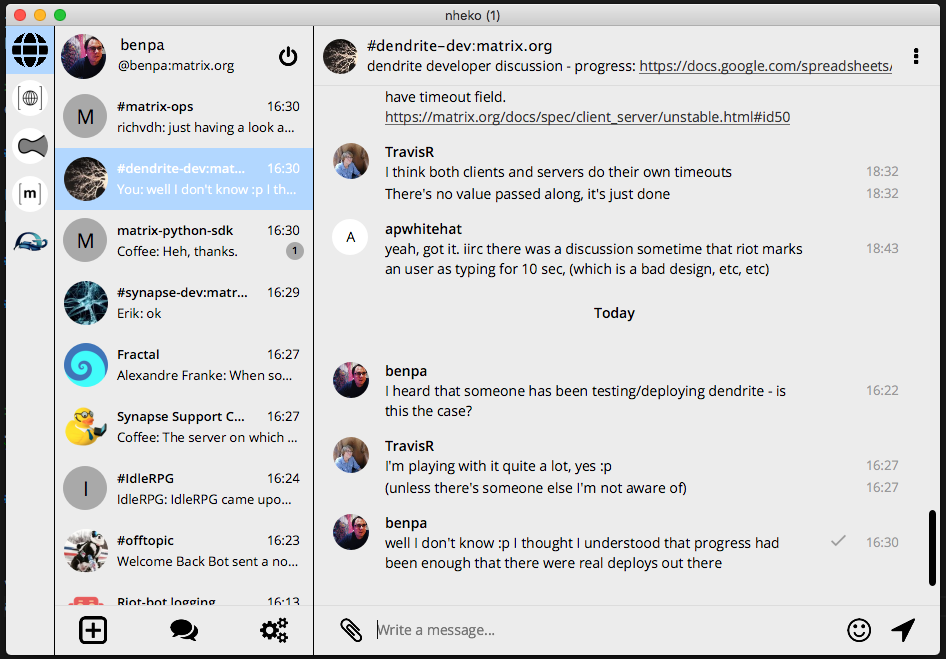 nheko (1)
benpa
@benpa:matrix.org
#matrix-ops 16:30
richvdh: just having a look a...
#dendrite-dev:mat... 16:30
You: well I don't know :p I th...
matrix-python-sdk 16:30
Coffee: Heh, thanks. 1
#synapse-dev:matr... 16:29
Erik: ok
Fractal 16:27
Alexandre Franke: When so...
Synapse Support C... 16:27
Coffee: The server on which ...
#IdleRPG 16:24
IdleRPG: IdleRPG came upo...
#offtopic 16:23
Welcome Back Bot sent a no...
Riot-bot logging 16:13
M
M
I
[m]
#dendrite-dev:matrix.org
dendrite developer discussion - progress: https://docs.google.com/spreadsheets/
have timeout field.
https://matrix.org/docs/spec/client_server/unstable.html#id50
TravisR
I think both clients and servers do their own timeouts 18:32
There's no value passed along, it's just done 18:32
A
apwhitehat
yeah, got it. iirc there was a discussion sometime that riot marks 18:43
an user as typing for 10 sec, (which is a bad design, etc, etc)
Today
benpa
I heard that someone has been testing/deploying dendrite - is 16:22
this the case?
TravisR
I'm playing with it quite a lot, yes :p 16:27
(unless there's someone else I'm not aware of) 16:27
benpa
well I don't know :p I thought I understood that progress had 16:30
been enough that there were real deploys out there
Write a message...